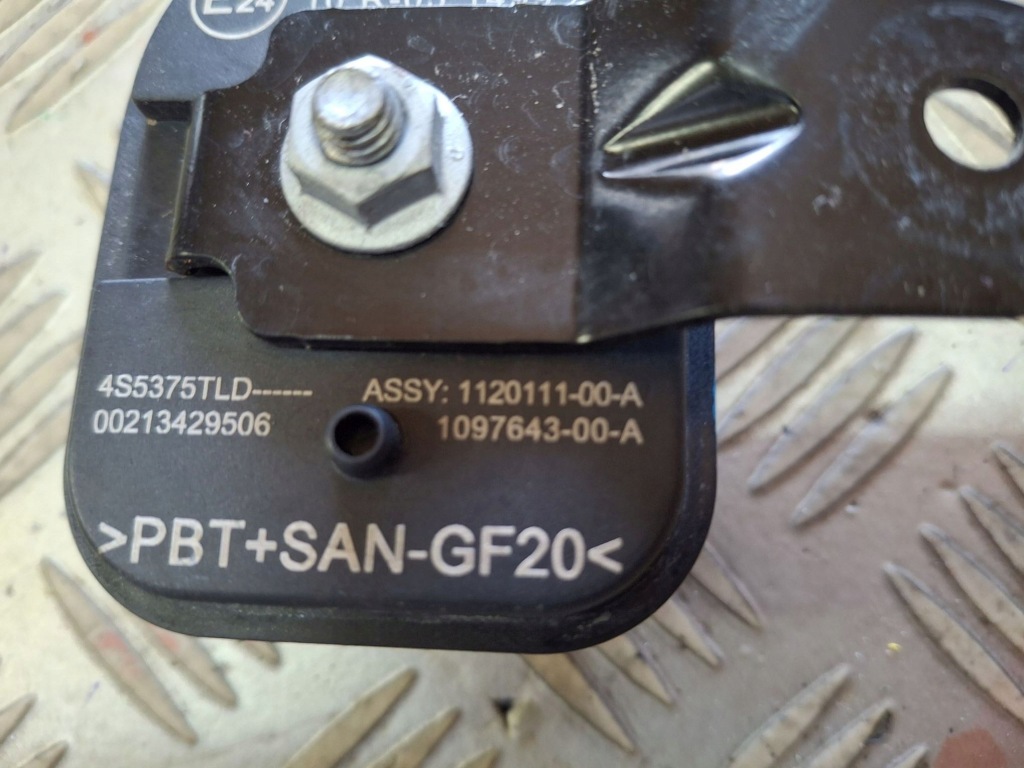 E24
4S5375TLD------ ASSY: 1120111-00-A
00213429506 1097643-00-A
>PBT+SAN-GF20<